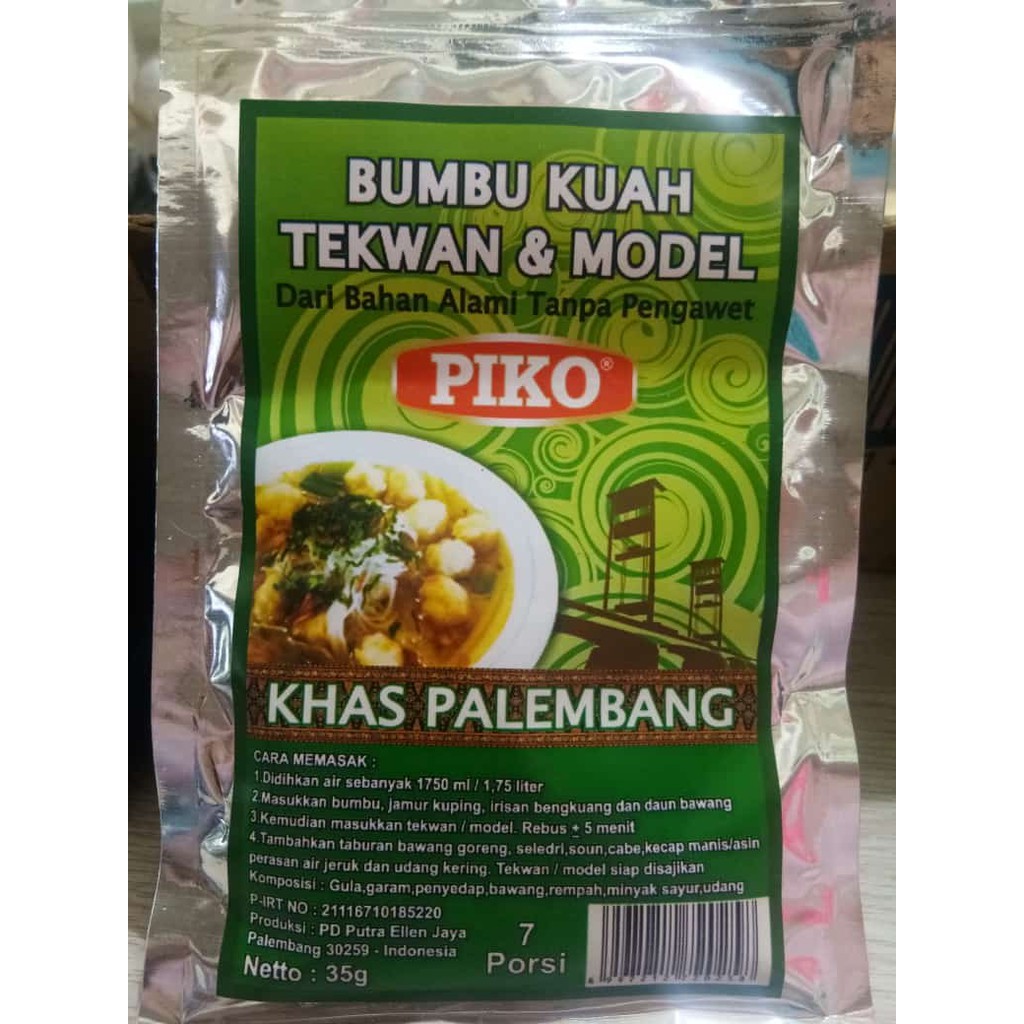 BUMBU KUAH
TEKWAN & MODEL
Dari Bahan Alami Tanpa Pengawet
PIKO®
KHAS PALEMBANG
CARA MEMASAK :
1.Didihkan air sebanyak 1750 ml / 1,75 liter
2.Masukkan bumbu, jamur kuping, irisan bengkuang dan daun bawang
3.Kemudian masukkan tekwan / model. Rebus ± 5 menit
4.Tambahkan taburan bawang goreng, seledri,soun,cabe,kecap manis/asin
perasan air jeruk dan udang kering. Tekwan / model siap disajikan
Komposisi : Gula,garam,penyedap,bawang,rempah,minyak sayur,udang
P-IRT NO : 21116710185220
Produksi : PD Putra Ellen Jaya
Palembang 30259 - Indonesia
Netto : 35g
7
Porsi